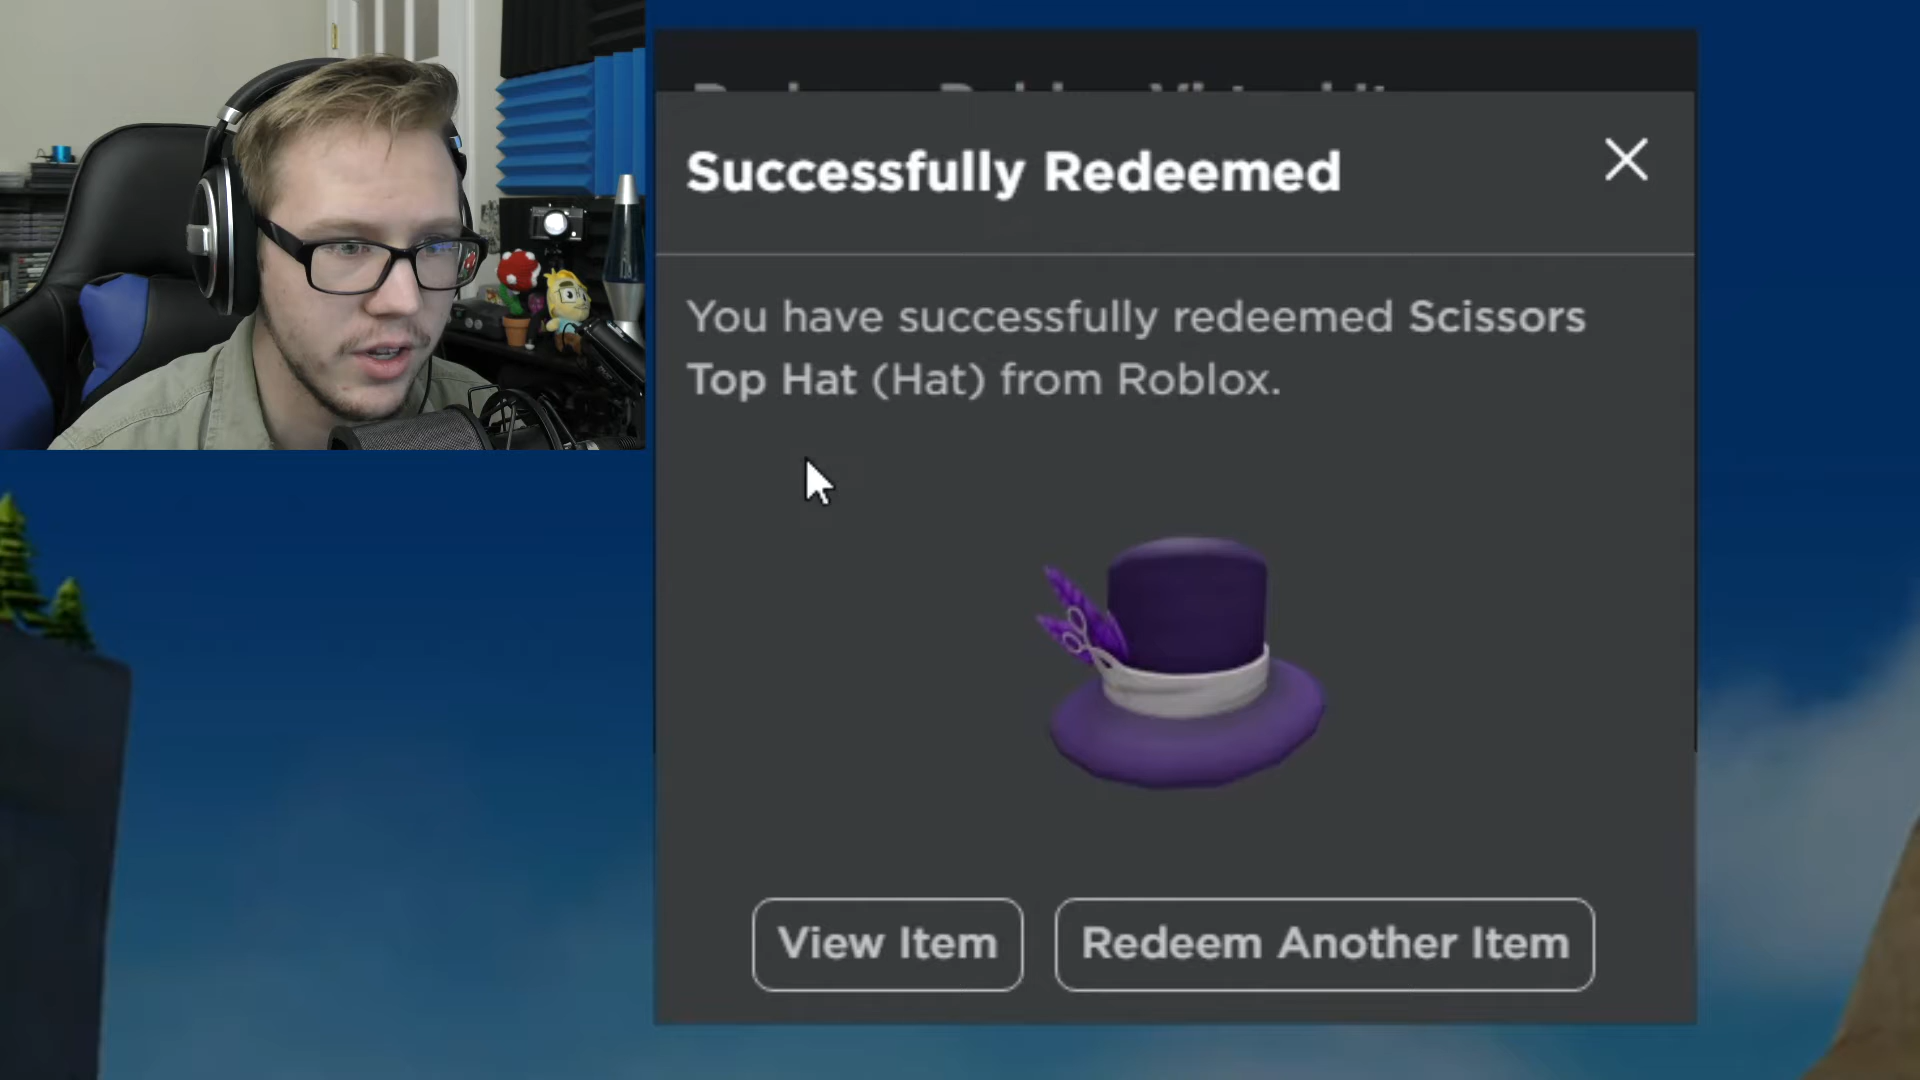 Successfully Redeemed
You have successfully redeemed Scissors
Top Hat (Hat) from Roblox.
View Item
Redeem Another Item